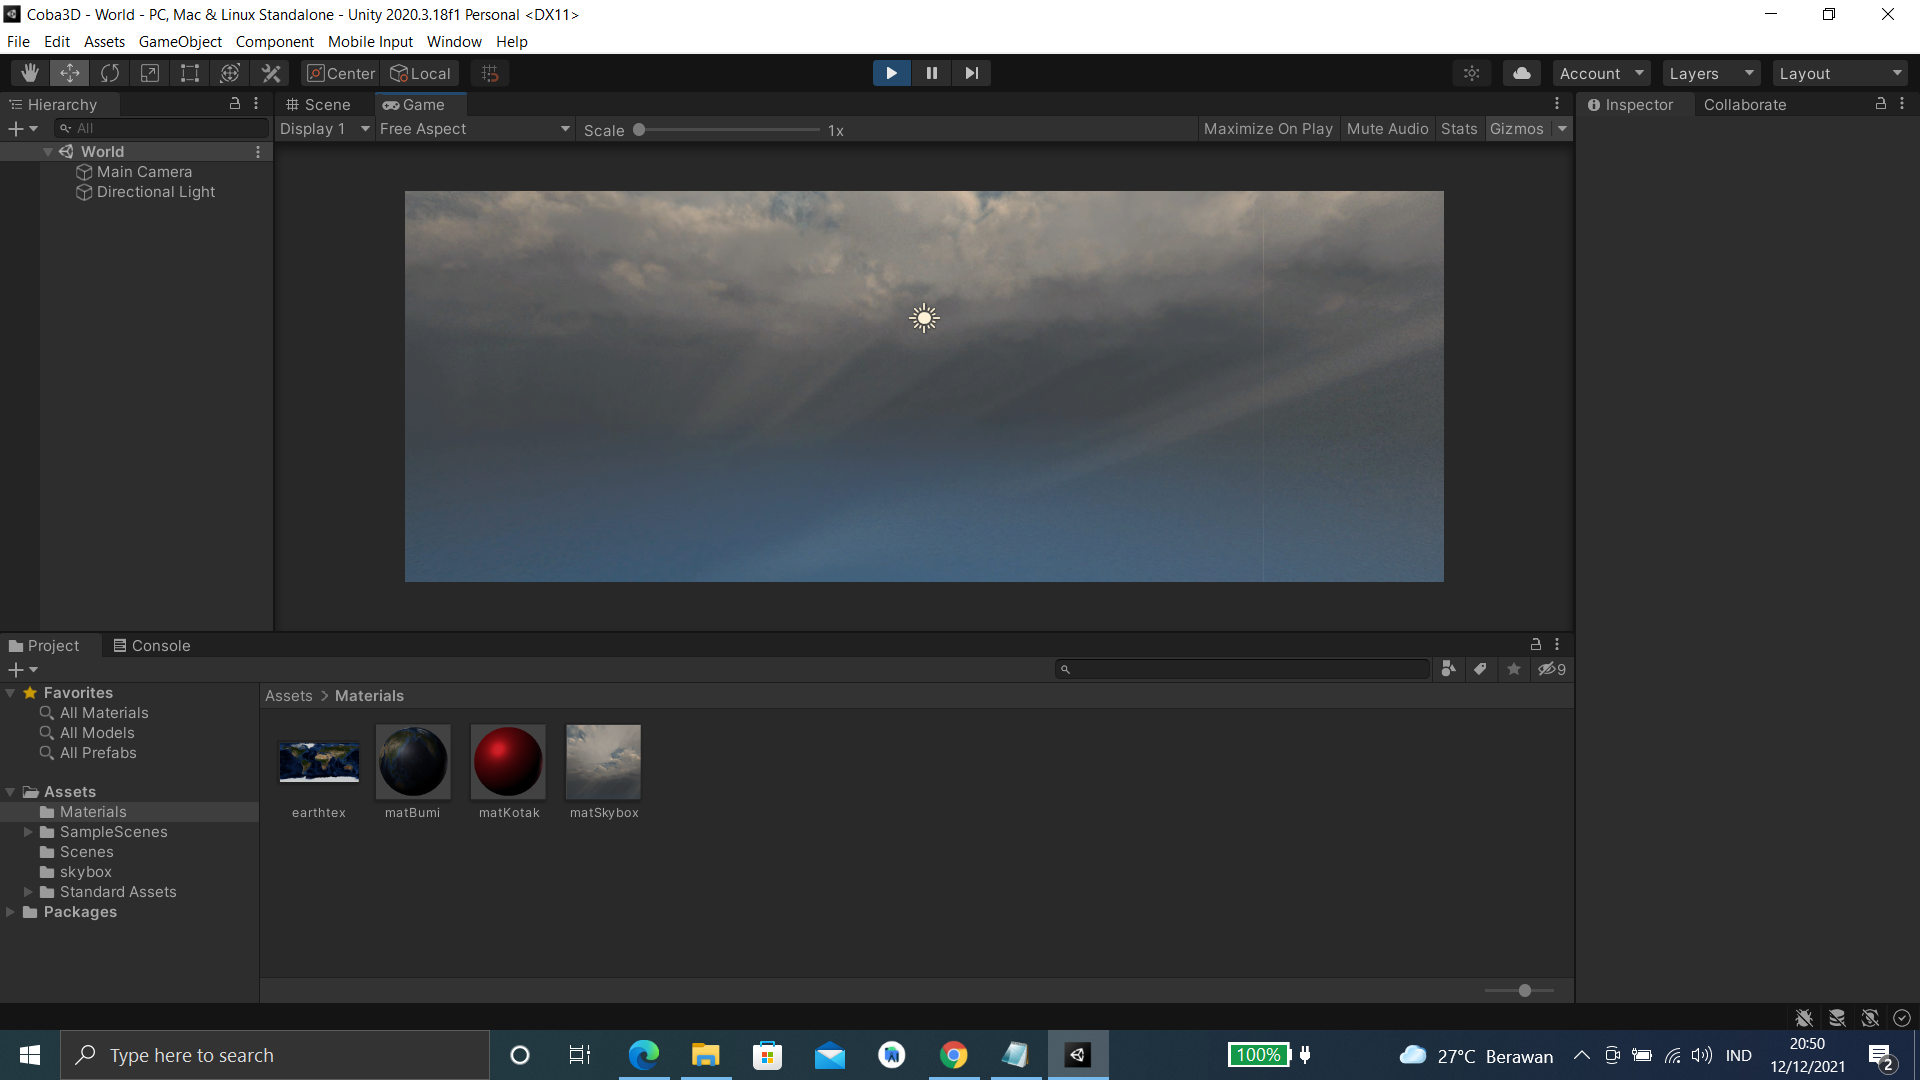 Coba3D - World - PC, Mac & Linux Standalone - Unity 2020.3.18f1 Personal <DX11>
File Edit Assets GameObject Component Mobile Input Window Help
Center Local Account Layers Layout
Hierarchy Scene Game Inspector Collaborate
All Display 1 Free Aspect Scale 1x Maximize On Play Mute Audio Stats Gizmos
World
Main Camera
Directional Light
Project Console
9
Favorites
All Materials
All Models
All Prefabs
Assets
Materials
SampleScenes
Scenes
skybox
Standard Assets
Packages
Assets > Materials
earthtex matBumi matKotak matSkybox
Type here to search 100% 27°C Berawan IND 20:50
12/12/2021 2